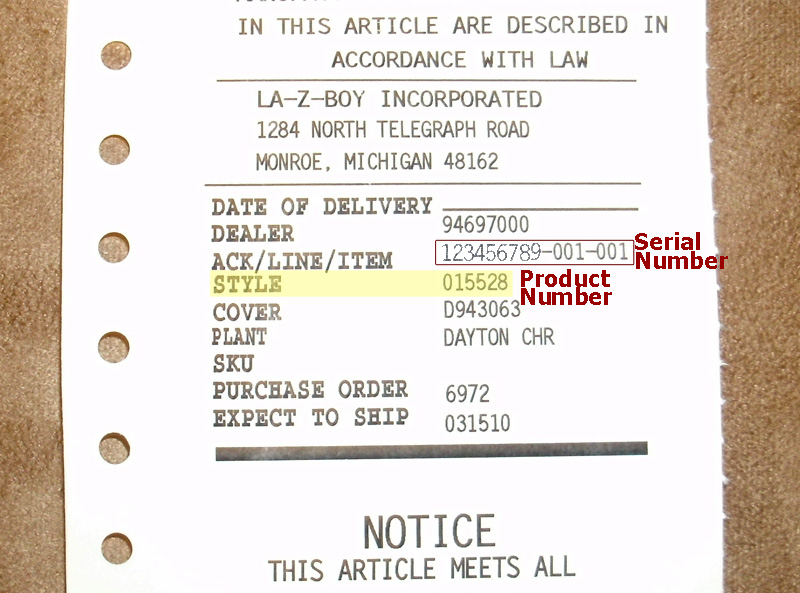 IN THIS ARTICLE ARE DESCRIBED IN
ACCORDANCE WITH LAW
LA-Z-BOY INCORPORATED
1284 NORTH TELEGRAPH ROAD
MONROE, MICHIGAN 48162
DATE OF DELIVERY
DEALER 94697000
ACK/LINE/ITEM 123456789-001-001 Serial Number
STYLE 015528 Product Number
COVER D943063
PLANT DAYTON CHR
SKU
PURCHASE ORDER 6972
EXPECT TO SHIP 031510
NOTICE
THIS ARTICLE MEETS ALL